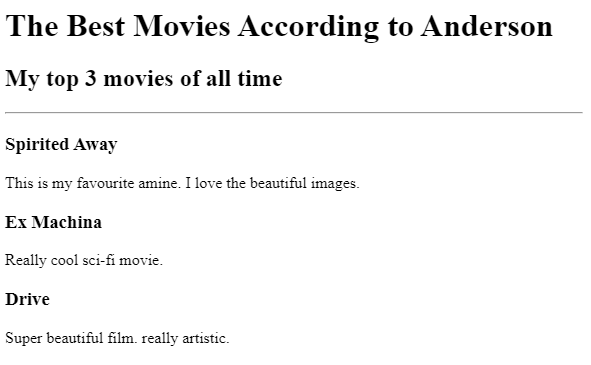 The Best Movies According to Anderson
My top 3 movies of all time
Spirited Away
This is my favourite amine. I love the beautiful images.
Ex Machina
Really cool sci-fi movie.
Drive
Super beautiful film. really artistic.